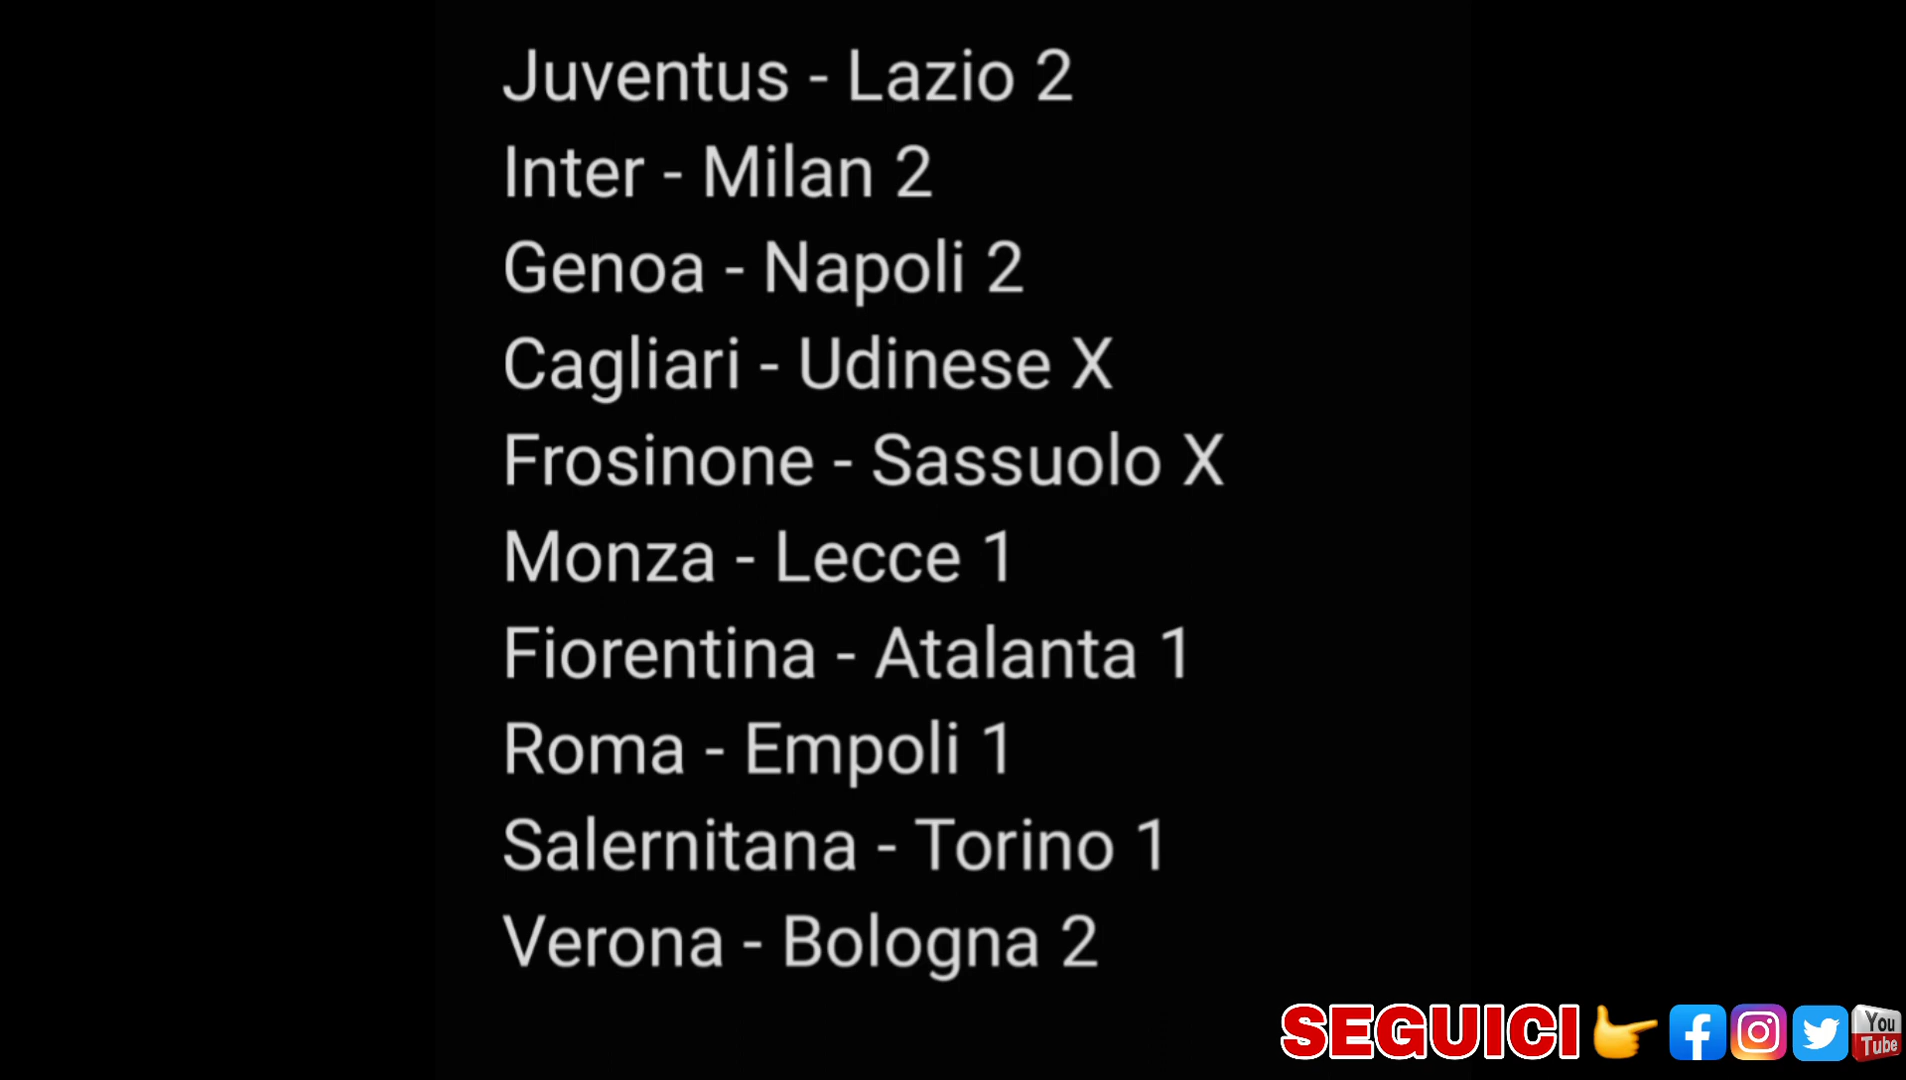 Juventus - Lazio 2
Inter - Milan 2
Genoa - Napoli 2
Cagliari - Udinese X
Frosinone - Sassuolo X
Monza - Lecce 1
Fiorentina - Atalanta 1
Roma - Empoli 1
Salernitana - Torino 1
Verona - Bologna 2
SEGUICI
You
Tube